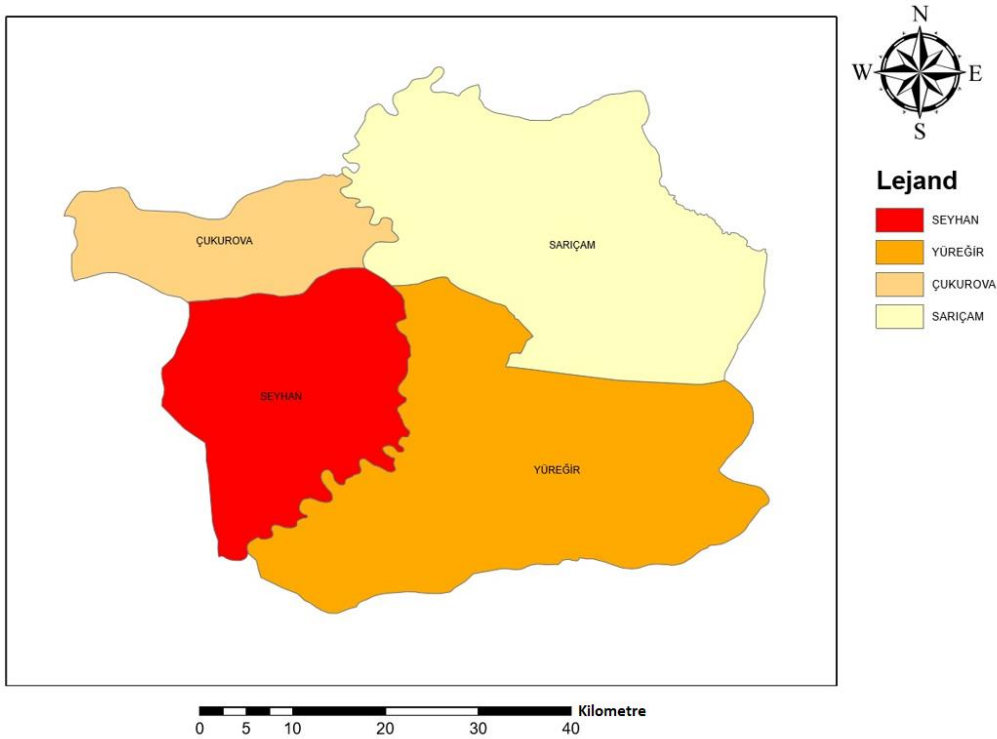 N
W E
S
Lejand
SEYHAN
YÜREĞİR
ÇUKUROVA
SARIÇAM
ÇUKUROVA
SARIÇAM
SEYHAN
YÜREĞİR
Kilometre
0 5 10 20 30 40